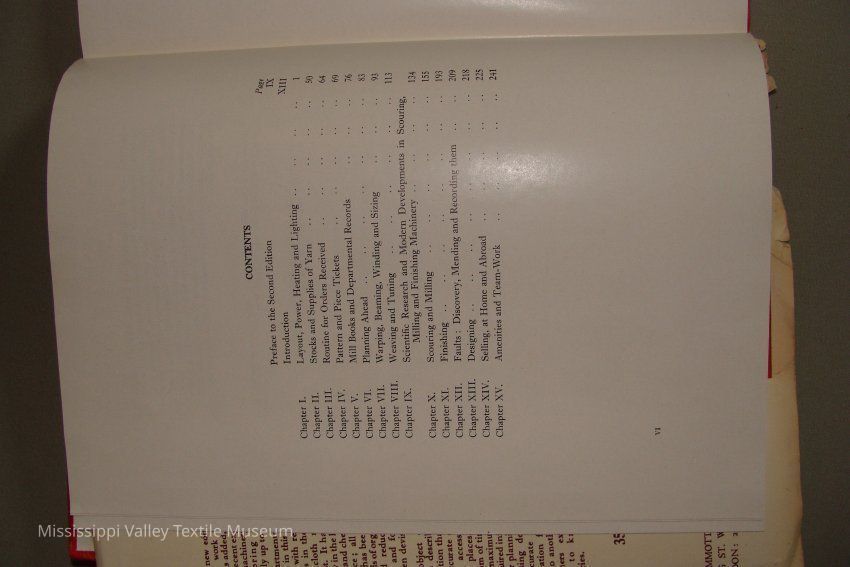 CONTENTS
Page
Preface to the Second Edition IX
Introduction XIII
Chapter I. Layout, Power, Heating and Lighting .. .. .. .. .. 1
Chapter II. Stocks and Supplies of Yarn .. .. .. .. .. 50
Chapter III. Routine for Orders Received .. .. .. .. .. 64
Chapter IV. Pattern and Piece Tickets .. .. .. .. .. 69
Chapter V. Mill Books and Departmental Records .. .. .. .. 76
Chapter VI. Planning Ahead .. .. .. .. .. .. .. 83
Chapter VII. Warping, Beaming, Winding and Sizing .. .. .. .. 93
Chapter VIII. Weaving and Tuning .. .. .. .. .. .. 113
Chapter IX. Scientific Research and Modern Developments in Scouring,
Milling and Finishing Machinery .. .. .. .. 134
Chapter X. Scouring and Milling .. .. .. .. .. .. 155
Chapter XI. Finishing .. .. .. .. .. .. .. 193
Chapter XII. Faults : Discovery, Mending and Recording them .. .. 209
Chapter XIII. Designing .. .. .. .. .. .. .. 218
Chapter XIV. Selling, at Home and Abroad .. .. .. .. .. 225
Chapter XV. Amenities and Team-Work .. .. .. .. .. 241
VI
Mississippi Valley Textile Museum